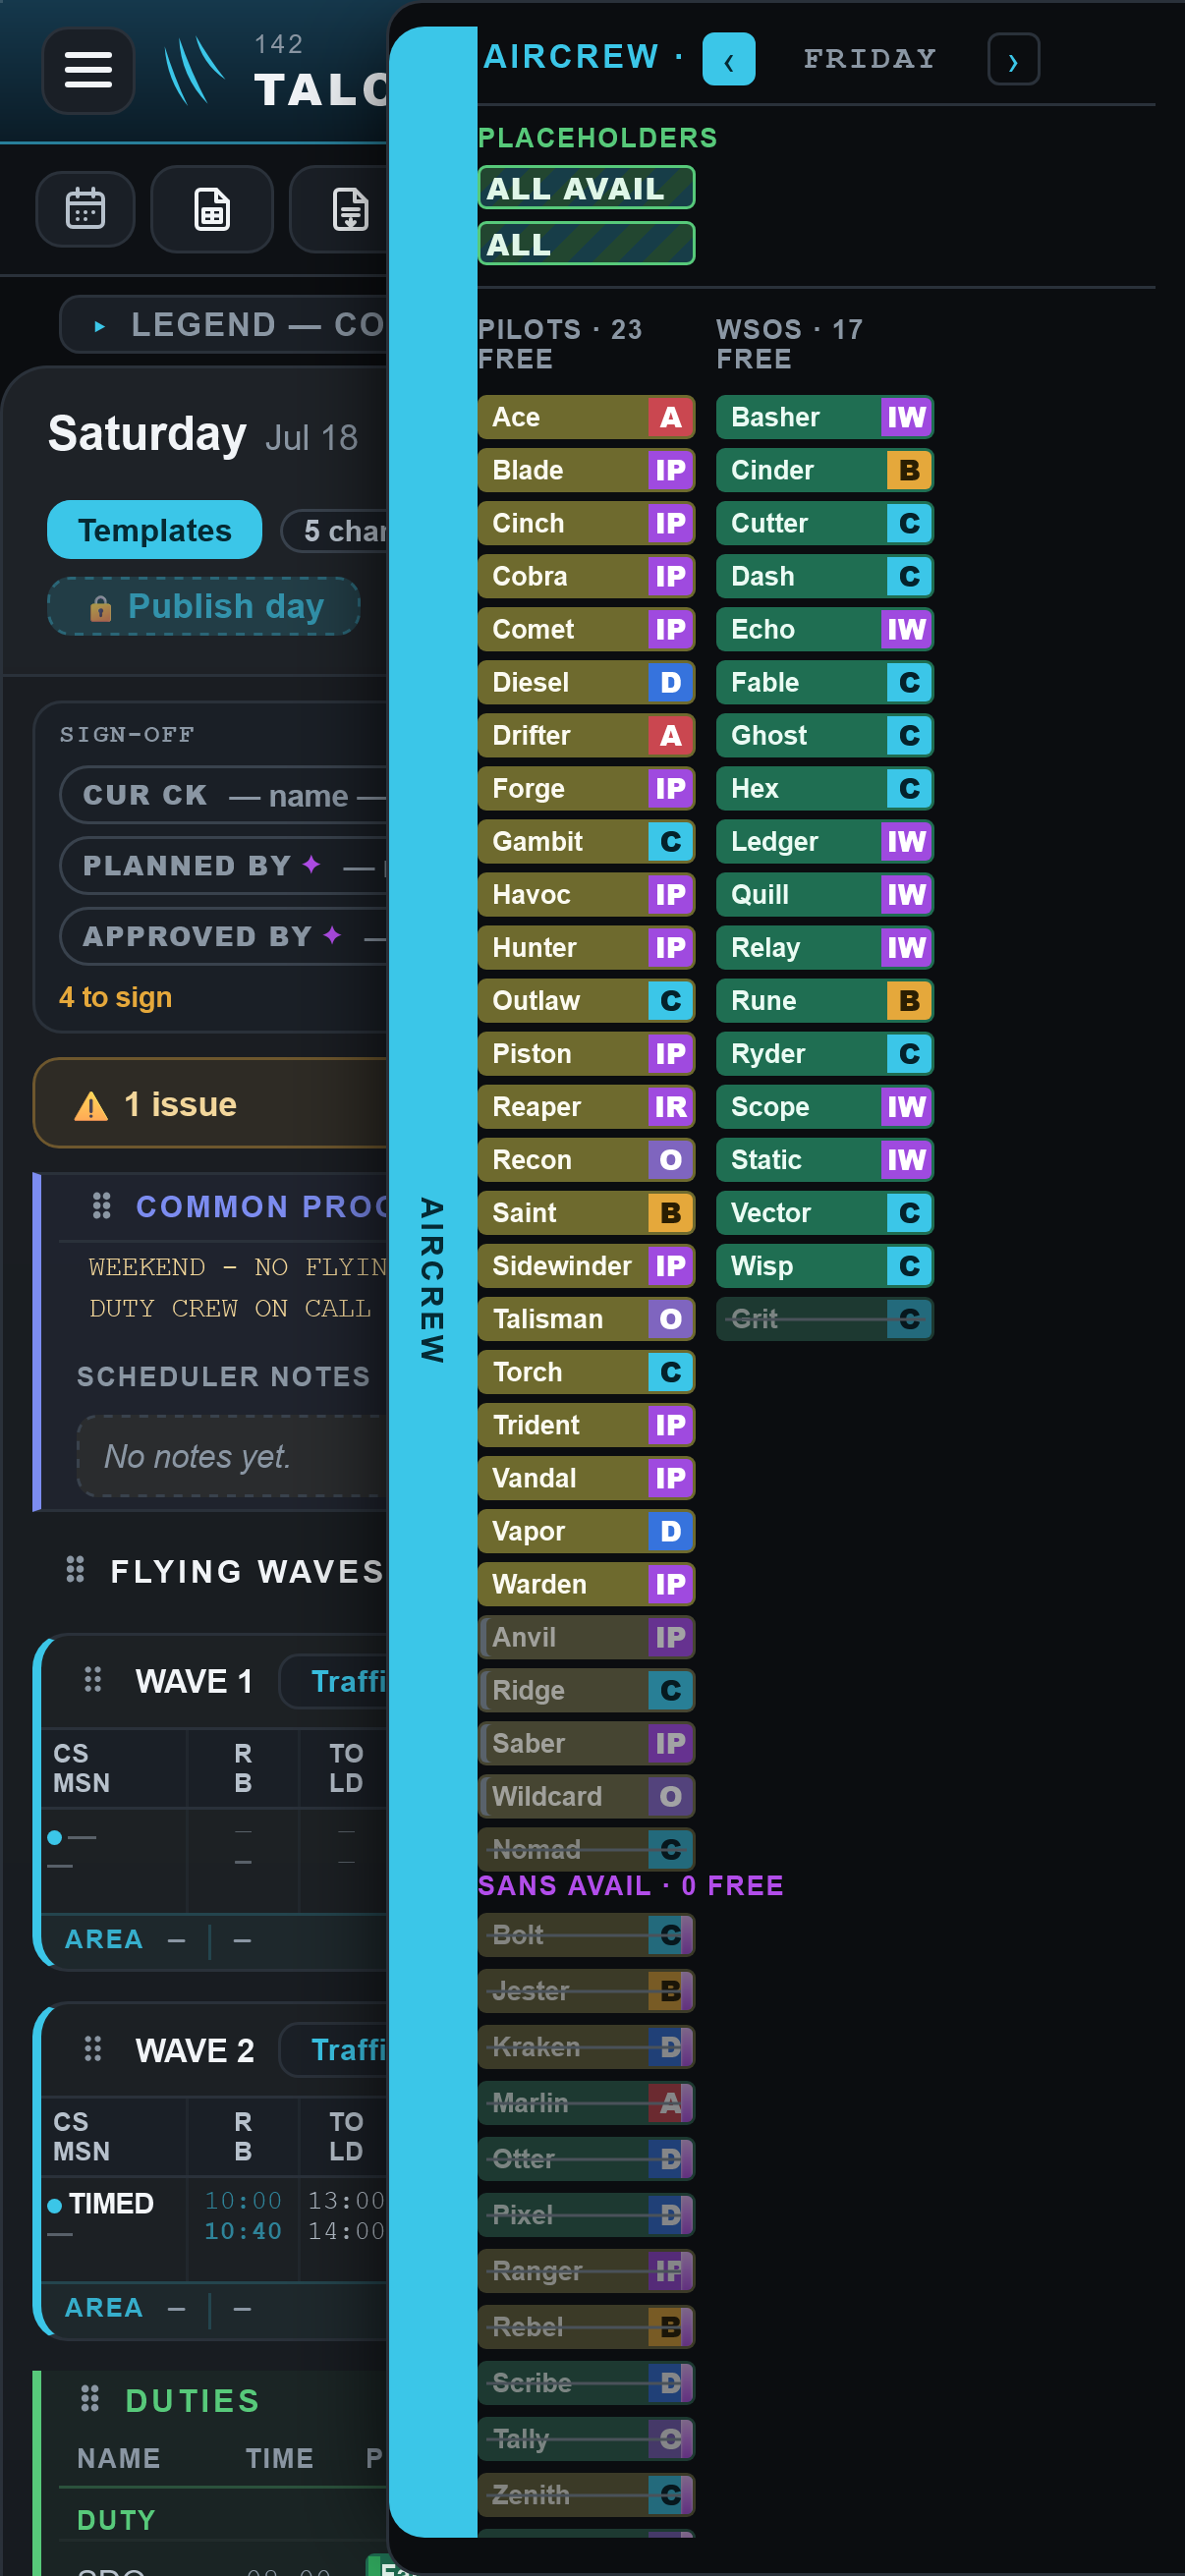 142
TALO
LEGEND — CO
Saturday Jul 18
Templates
5 chan
Publish day
SIGN-OFF
CUR CK — name —
PLANNED BY ✦ —
APPROVED BY ✦ —
4 to sign
1 issue
COMMON PROC
WEEKEND – NO FLYIN
DUTY CREW ON CALL
SCHEDULER NOTES
No notes yet.
FLYING WAVES
WAVE 1 Traffi
CS R TO
MSN B LD
— — —
— — —
AREA — —
WAVE 2 Traffi
CS R TO
MSN B LD
TIMED 10:00 13:00
— 10:40 14:00
AREA — —
DUTIES
NAME TIME P
DUTY
AIRCREW
AIRCREW · ‹ FRIDAY ›
PLACEHOLDERS
ALL AVAIL
ALL
PILOTS · 23
FREE
Ace A
Blade IP
Cinch IP
Cobra IP
Comet IP
Diesel D
Drifter A
Forge IP
Gambit C
Havoc IP
Hunter IP
Outlaw C
Piston IP
Reaper IR
Recon O
Saint B
Sidewinder IP
Talisman O
Torch C
Trident IP
Vandal IP
Vapor D
Warden IP
Anvil IP
Ridge C
Saber IP
Wildcard O
Nomad C
WSOS · 17
FREE
Basher IW
Cinder B
Cutter C
Dash C
Echo IW
Fable C
Ghost C
Hex C
Ledger IW
Quill IW
Relay IW
Rune B
Ryder C
Scope IW
Static IW
Vector C
Wisp C
Grit C
SANS AVAIL · 0 FREE
Bolt C
Jester B
Kraken D
Marlin A
Otter D
Pixel D
Ranger IP
Rebel B
Scribe D
Tally O
Zenith C